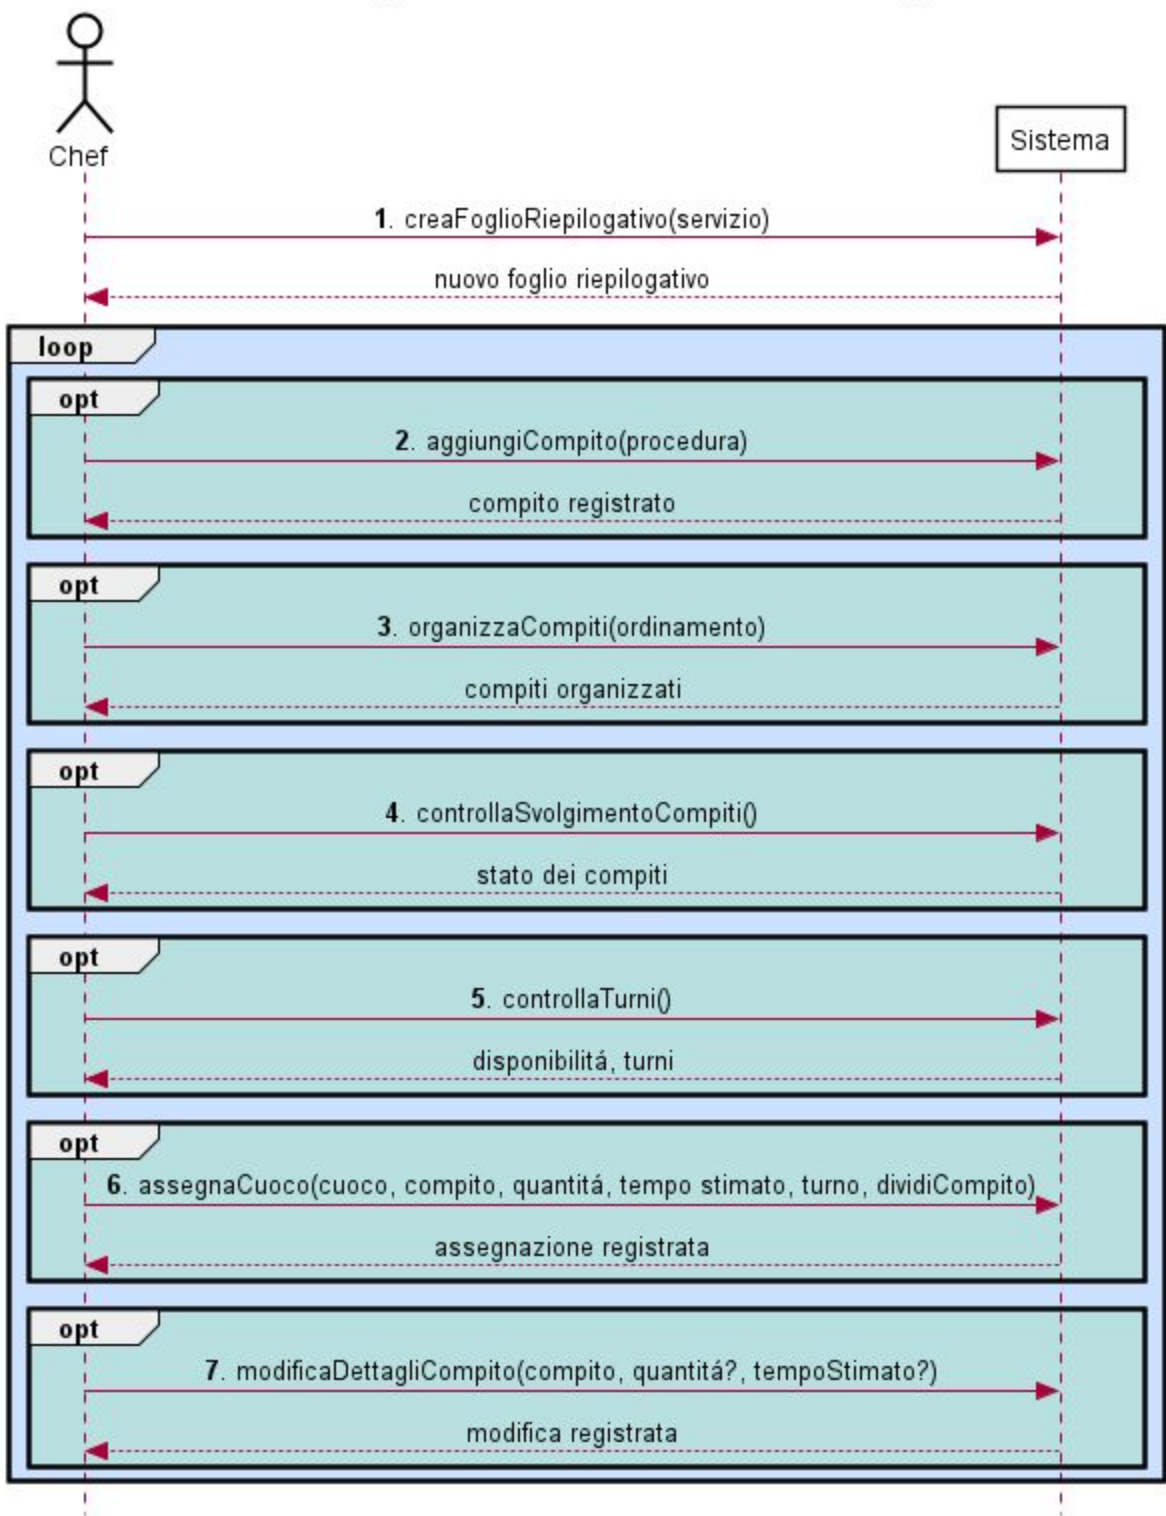 Chef
Sistema
1. creaFoglioRiepilogativo(servizio)
nuovo foglio riepilogativo
loop
opt
2. aggiungiCompito(procedura)
compito registrato
opt
3. organizzaCompiti(ordinamento)
compiti organizzati
opt
4. controllaSvolgimentoCompiti()
stato dei compiti
opt
5. controllaTurni()
disponibilitá, turni
opt
6. assegnaCuoco(cuoco, compito, quantitá, tempo stimato, turno, dividiCompito)
assegnazione registrata
opt
7. modificaDettagliCompito(compito, quantitá?, tempoStimato?)
modifica registrata